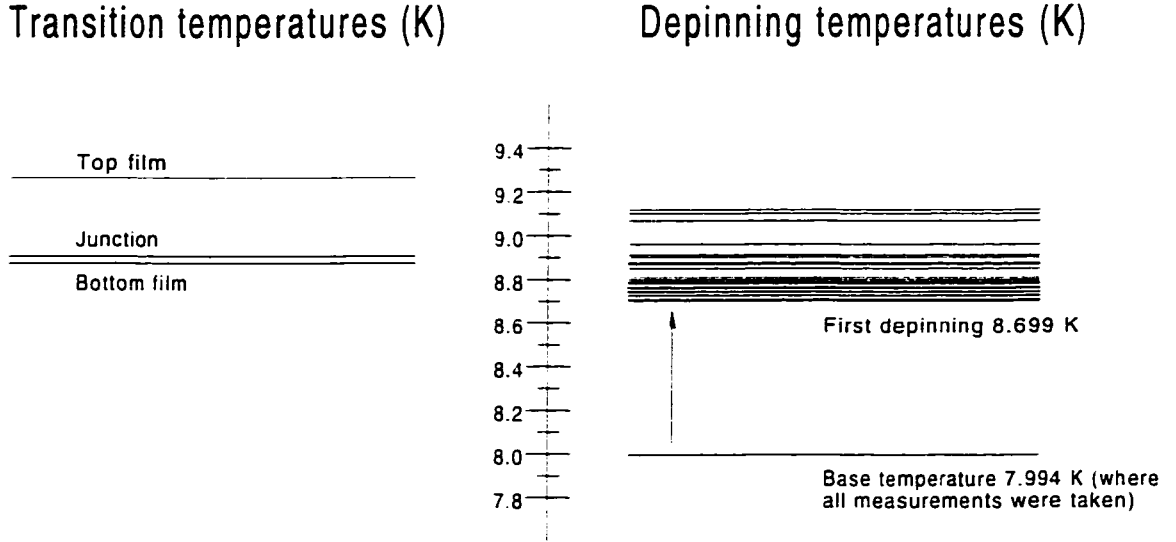 Transition temperatures (K)
Depinning temperatures (K)
Top film
Junction
Bottom film
9.4
9.2
9.0
8.8
8.6
8.4
8.2
8.0
7.8
First depinning 8.699 K
Base temperature 7.994 K (where
all measurements were taken)